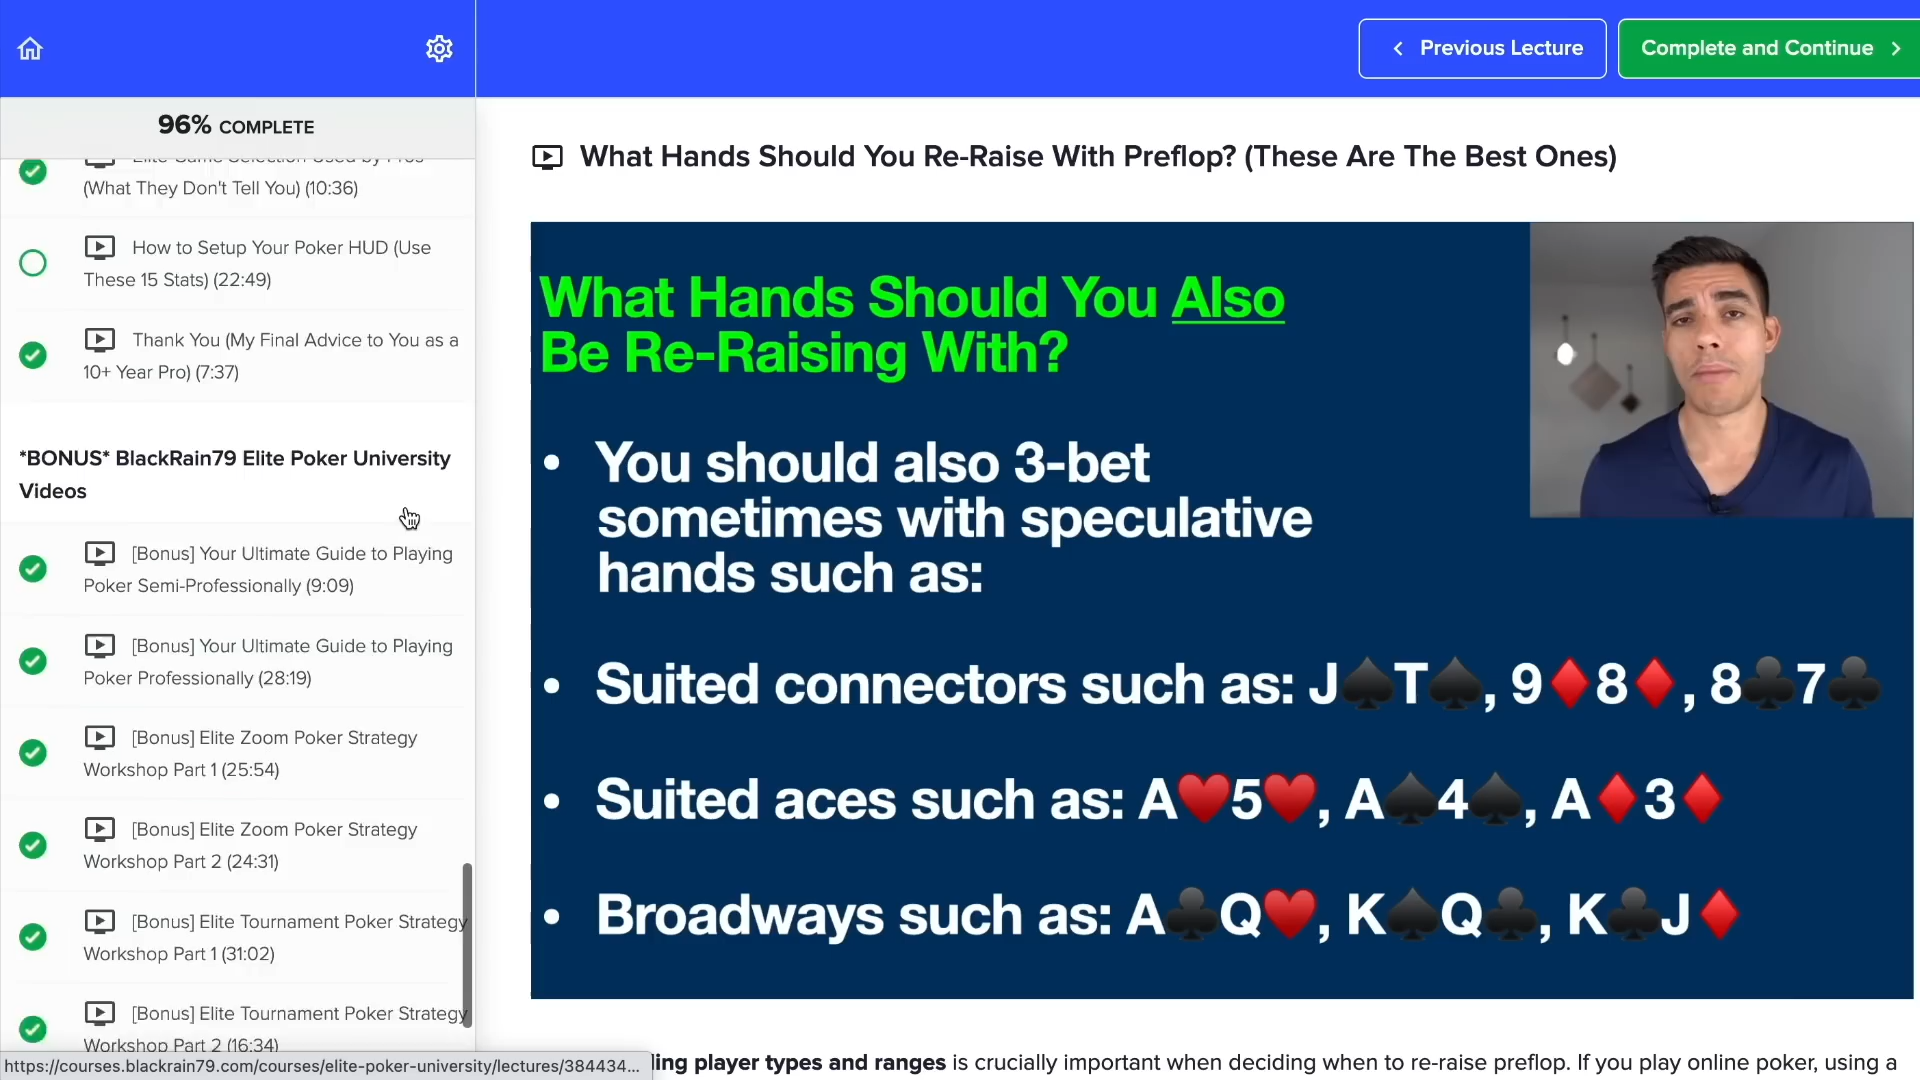 Previous Lecture
Complete and Continue
96% COMPLETE
Elite Game Selection Used by Pros
(What They Don't Tell You) (10:36)
How to Setup Your Poker HUD (Use
These 15 Stats) (22:49)
Thank You (My Final Advice to You as a
10+ Year Pro) (7:37)
*BONUS* BlackRain79 Elite Poker University
Videos
[Bonus] Your Ultimate Guide to Playing
Poker Semi-Professionally (9:09)
[Bonus] Your Ultimate Guide to Playing
Poker Professionally (28:19)
[Bonus] Elite Zoom Poker Strategy
Workshop Part 1 (25:54)
[Bonus] Elite Zoom Poker Strategy
Workshop Part 2 (24:31)
[Bonus] Elite Tournament Poker Strategy
Workshop Part 1 (31:02)
[Bonus] Elite Tournament Poker Strategy
Workshop Part 2 (16:34)
https://courses.blackrain79.com/courses/elite-poker-university/lectures/384434...
What Hands Should You Re-Raise With Preflop? (These Are The Best Ones)
What Hands Should You Also
Be Re-Raising With?
• You should also 3-bet
sometimes with speculative
hands such as:
• Suited connectors such as: J♠T♠, 9♦8♦, 8♣7♣
• Suited aces such as: A♥5♥, A♠4♠, A♦3♦
• Broadways such as: A♣Q♥, K♠Q♣, K♣J♦
ling player types and ranges is crucially important when deciding when to re-raise preflop. If you play online poker, using a